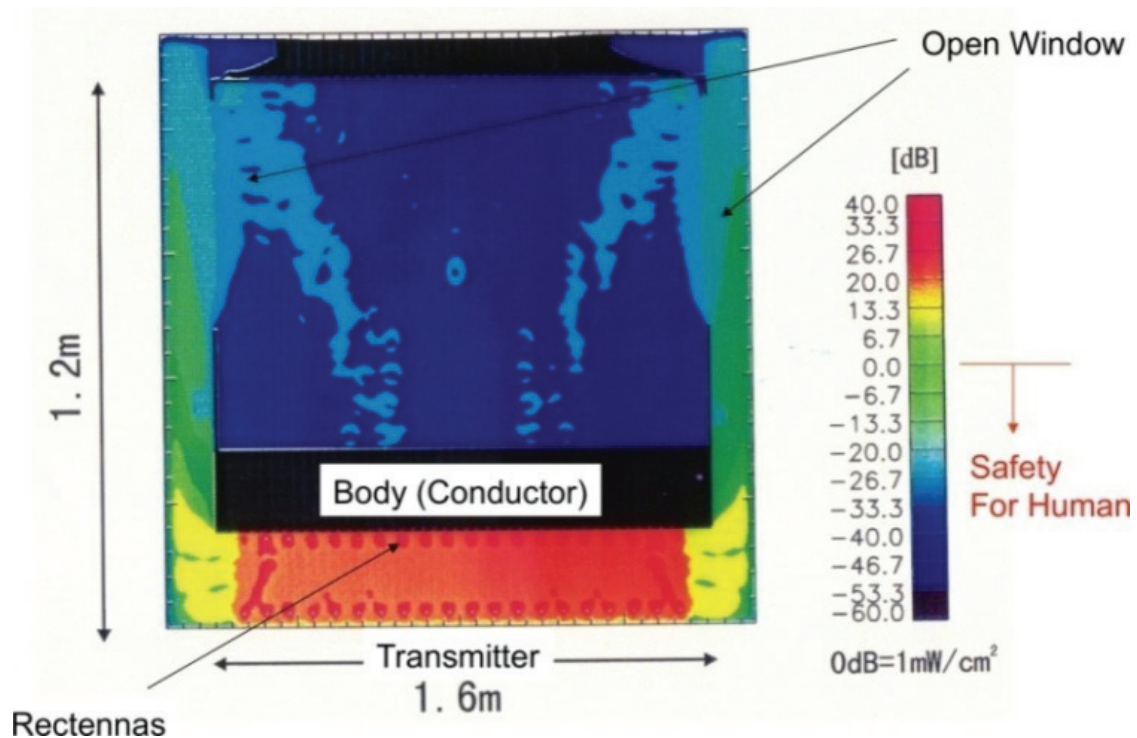 Open Window
[dB]
40.0
33.3
26.7
20.0
13.3
6.7
0.0
-6.7
-13.3
-20.0
-26.7
-33.3
-40.0
-46.7
-53.3
-60.0
Safety
For Human
0dB=1mW/cm²
1.2m
Body (Conductor)
Transmitter
1.6m
Rectennas